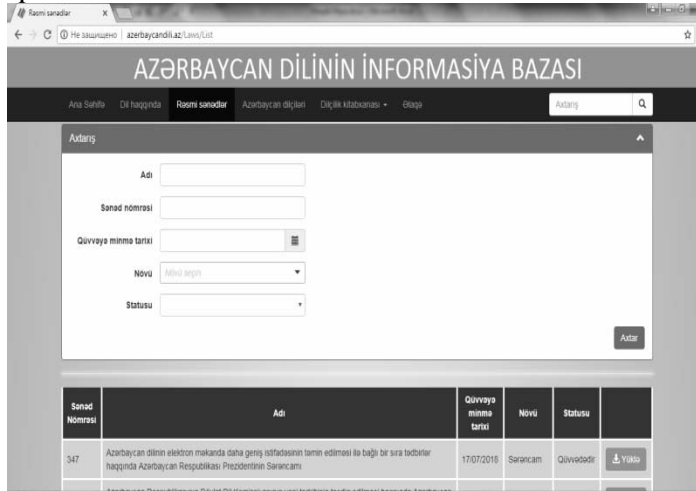 Rəsmi sənədlər
Не защищено | azerbaycandili.az/Laws/List
AZƏRBAYCAN DİLİNİN İNFORMASİYA BAZASI
Ana Səhifə Dil haqqında Rəsmi sənədlər Azərbaycan dilçiləri Dilçilik kitabxanası Əlaqə Axtarış
Axtarış
Adı
Sənəd nömrəsi
Qüvvəyə minmə tarixi
Növü Növü seçin
Statusu
Axtar
Sənəd Nömrəsi Adı Qüvvəyə minmə tarixi Növü Statusu
347 Azərbaycan dilinin elektron məkanda daha geniş istifadəsinin təmin edilməsi ilə bağlı bir sıra tədbirlər 17/07/2018 Sərəncam Qüvvədədir Yüklə
haqqında Azərbaycan Respublikası Prezidentinin Sərəncamı